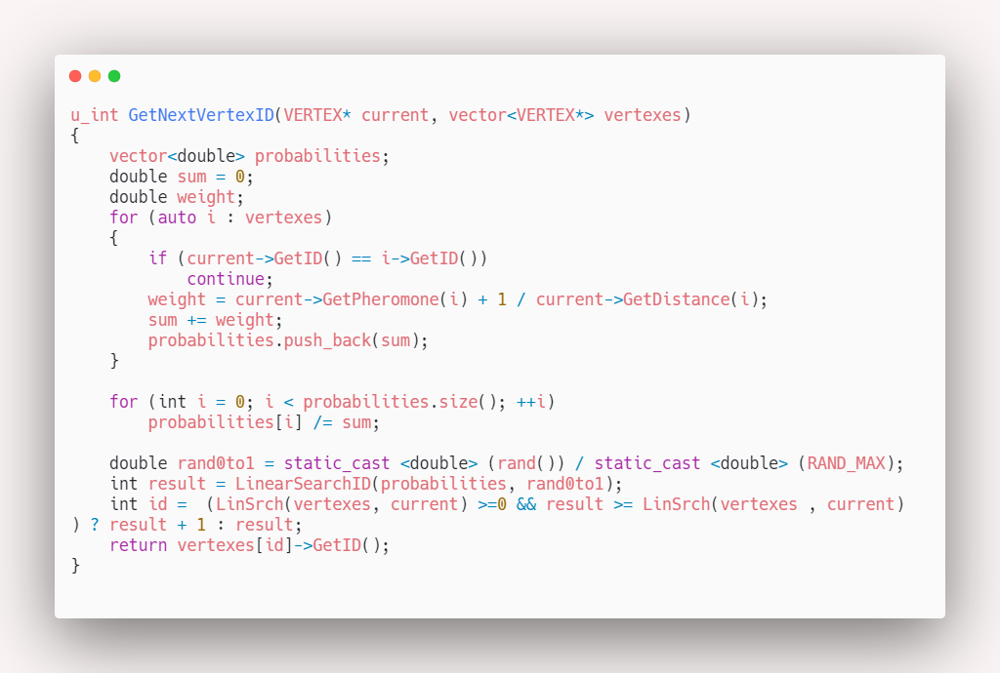 u_int GetNextVertexID(VERTEX* current, vector<VERTEX*> vertexes)
{
    vector<double> probabilities;
    double sum = 0;
    double weight;
    for (auto i : vertexes)
    {
        if (current->GetID() == i->GetID())
            continue;
        weight = current->GetPheromone(i) + 1 / current->GetDistance(i);
        sum += weight;
        probabilities.push_back(sum);
    }

    for (int i = 0; i < probabilities.size(); ++i)
        probabilities[i] /= sum;

    double rand0to1 = static_cast <double> (rand()) / static_cast <double> (RAND_MAX);
    int result = LinearSearchID(probabilities, rand0to1);
    int id =  (LinSrch(vertexes, current) >=0 && result >= LinSrch(vertexes , current)
) ? result + 1 : result;
    return vertexes[id]->GetID();
}